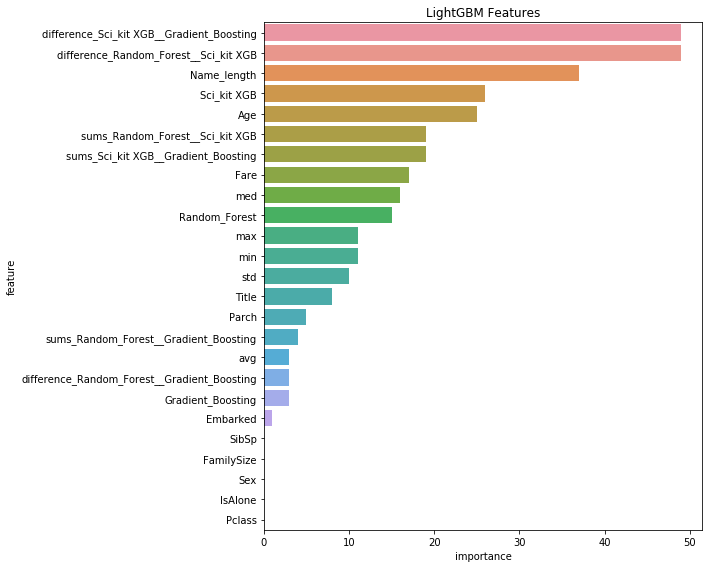 LightGBM Features
difference_Sci_kit XGB__Gradient_Boosting
difference_Random_Forest__Sci_kit XGB
Name_length
Sci_kit XGB
Age
sums_Random_Forest__Sci_kit XGB
sums_Sci_kit XGB__Gradient_Boosting
Fare
med
Random_Forest
max
min
std
Title
Parch
sums_Random_Forest__Gradient_Boosting
avg
difference_Random_Forest__Gradient_Boosting
Gradient_Boosting
Embarked
SibSp
FamilySize
Sex
IsAlone
Pclass
feature
0 10 20 30 40 50
importance